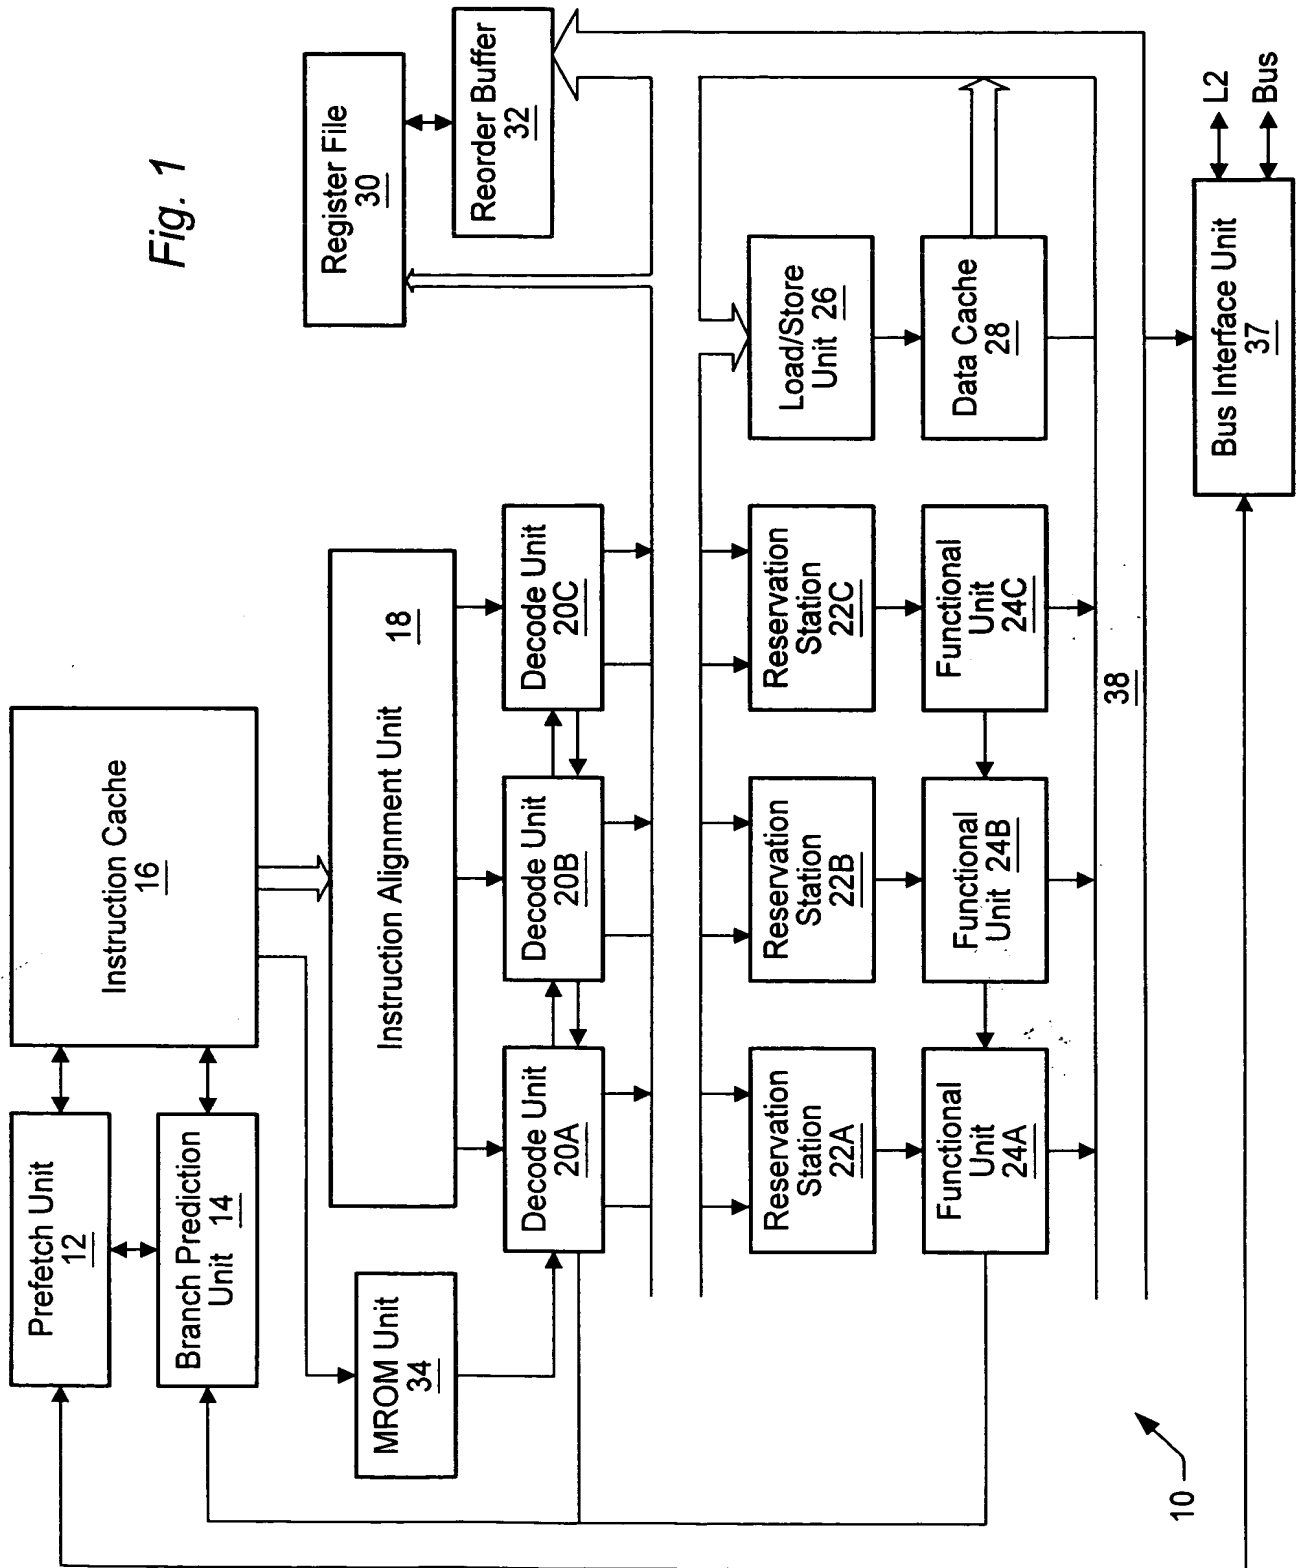 Fig. 1
Prefetch Unit
12
Branch Prediction
Unit 14
Instruction Cache
16
Register File
30
Reorder Buffer
32
MROM Unit
34
Instruction Alignment Unit
18
Decode Unit
20A
Decode Unit
20B
Decode Unit
20C
Reservation
Station
22A
Reservation
Station
22B
Reservation
Station
22C
Load/Store
Unit 26
Functional
Unit
24A
Functional
Unit 24B
Functional
Unit
24C
Data Cache
28
38
10
Bus Interface Unit
37
L2
Bus